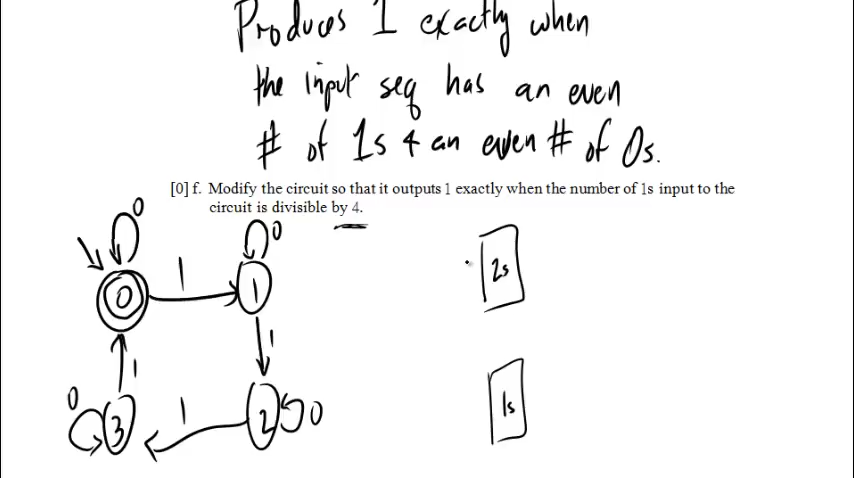 Produces 1 exactly when
the input seq has an even
# of 1s & an even # of 0s.
[0] f. Modify the circuit so that it outputs 1 exactly when the number of 1s input to the
circuit is divisible by 4.
0 0
0 1 1 2s
1 1
0 3 1 2 0 1s